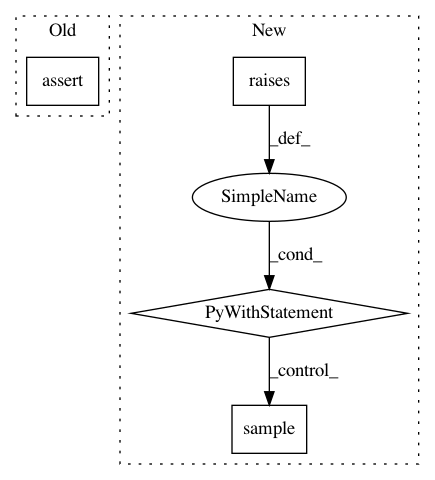 Old
New
assert
raises
_def_
SimpleName
_cond_
PyWithStatement
_control_
sample